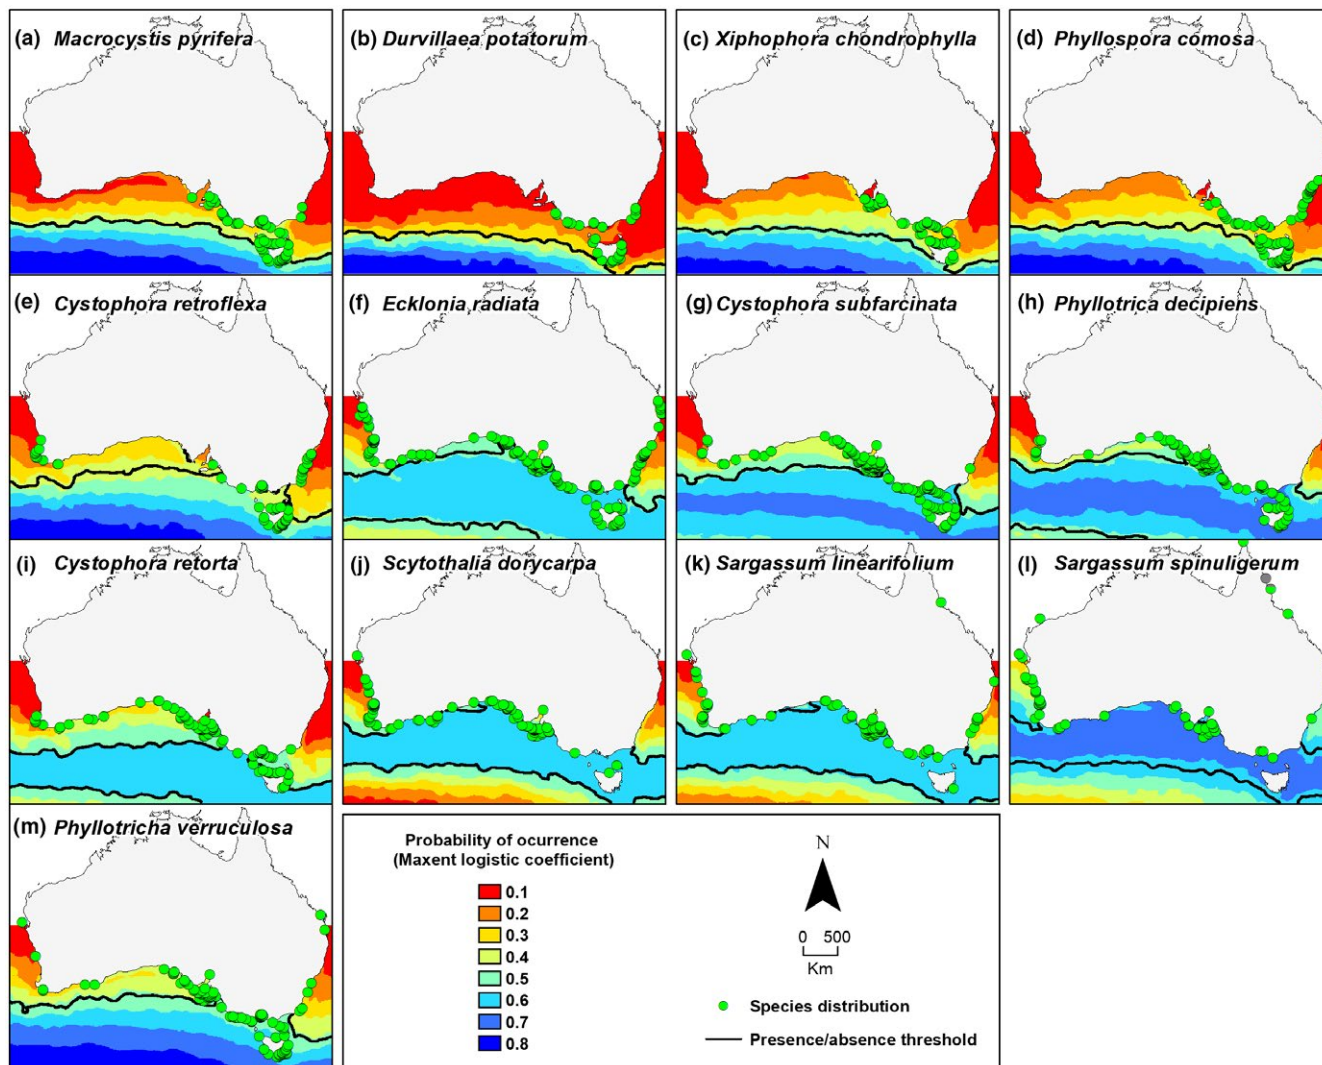 (a) Macrocystis pyrifera
(b) Durvillaea potatorum
(c) Xiphophora chondrophylla
(d) Phyllospora comosa
(e) Cystophora retroflexa
(f) Ecklonia radiata
(g) Cystophora subfarcinata
(h) Phyllotrica decipiens
(i) Cystophora retorta
(j) Scytothalia dorycarpa
(k) Sargassum linearifolium
(l) Sargassum spinuligerum
(m) Phyllotricha verruculosa
Probability of ocurrence
(Maxent logistic coefficient)
0.1
0.2
0.3
0.4
0.5
0.6
0.7
0.8
N
0 500
Km
Species distribution
Presence/absence threshold